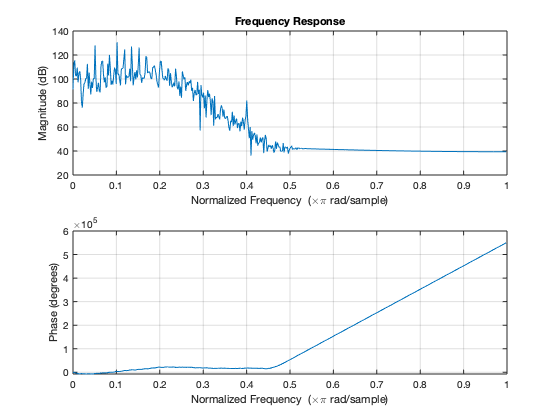 Frequency Response
140
120
100
80
60
40
20
Magnitude (dB)
0 0.1 0.2 0.3 0.4 0.5 0.6 0.7 0.8 0.9 1
Normalized Frequency (×π rad/sample)
×10^5
6
5
4
3
2
1
0
Phase (degrees)
0 0.1 0.2 0.3 0.4 0.5 0.6 0.7 0.8 0.9 1
Normalized Frequency (×π rad/sample)